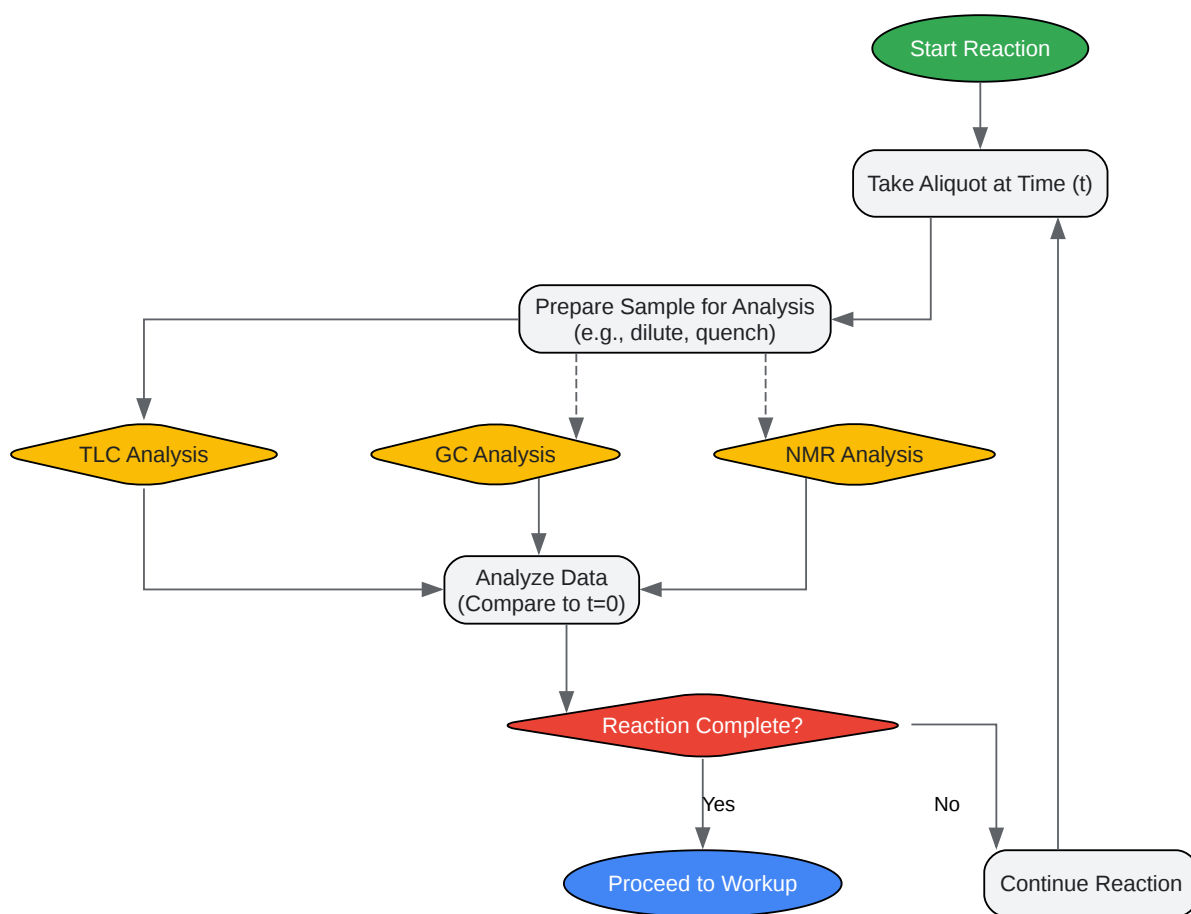 Start Reaction
Take Aliquot at Time (t)
Prepare Sample for Analysis
(e.g., dilute, quench)
TLC Analysis
GC Analysis
NMR Analysis
Analyze Data
(Compare to t=0)
Reaction Complete?
Yes
No
Proceed to Workup
Continue Reaction